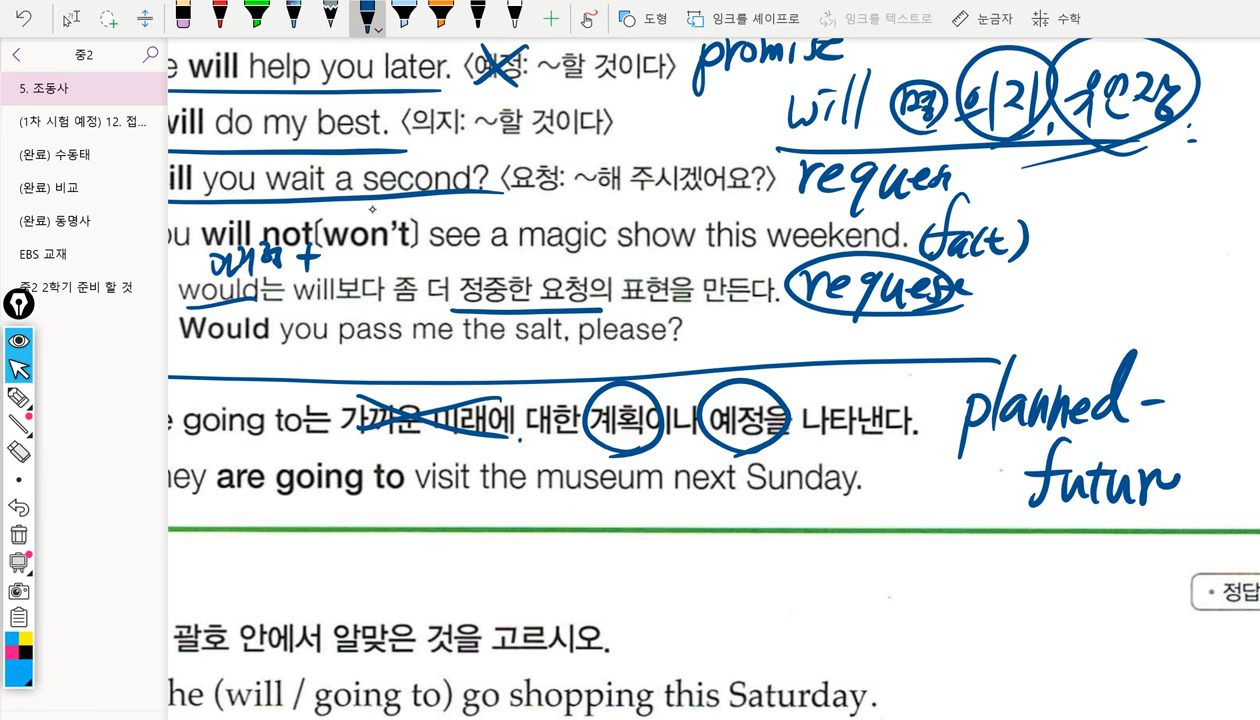 도형
잉크를 셰이프로
잉크를 텍스트로
눈금자
수학
중2
5. 조동사
(1차 시험 예정) 12. 접...
(완료) 수동태
(완료) 비교
(완료) 동명사
EBS 교재
중2 2학기 준비 할 것
e will help you later. 〈예정: ~할 것이다〉 promise
will 의지,
will do my best. 〈의지: ~할 것이다〉
ill you wait a second? 〈요청: ~해 주시겠어요?〉 reques
ou will not[won't] see a magic show this weekend. (fact)
would는 will보다 좀 더 정중한 요청의 표현을 만든다. request
Would you pass me the salt, please?
e going to는 가까운 미래에 대한 계획이나 예정을 나타낸다. planned-
future
hey are going to visit the museum next Sunday.
• 정답
괄호 안에서 알맞은 것을 고르시오.
he (will / going to) go shopping this Saturday.